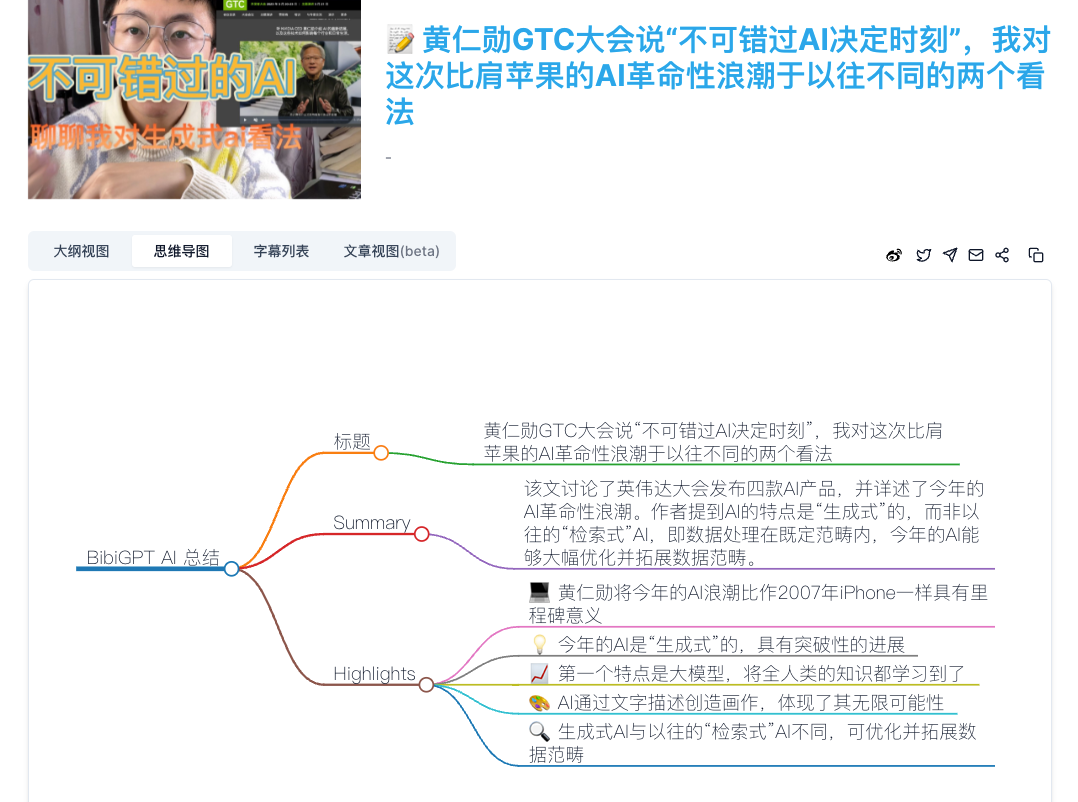 GTC
不可错过的AI
聊聊我对生成式ai看法
黄仁勋GTC大会说“不可错过AI决定时刻”，我对
这次比肩苹果的AI革命性浪潮于以往不同的两个看
法
-
大纲视图
思维导图
字幕列表
文章视图(beta)
标题
黄仁勋GTC大会说“不可错过AI决定时刻”，我对这次比肩
苹果的AI革命性浪潮于以往不同的两个看法
Summary
该文讨论了英伟达大会发布四款AI产品，并详述了今年的
AI革命性浪潮。作者提到AI的特点是“生成式”的，而非以
往的“检索式”AI，即数据处理在既定范畴内，今年的AI能
够大幅优化并拓展数据范畴。
BibiGPT AI 总结
Highlights
黄仁勋将今年的AI浪潮比作2007年iPhone一样具有里
程碑意义
今年的AI是“生成式”的，具有突破性的进展
第一个特点是大模型，将全人类的知识都学习到了
AI通过文字描述创造画作，体现了其无限可能性
生成式AI与以往的“检索式”AI不同，可优化并拓展数
据范畴